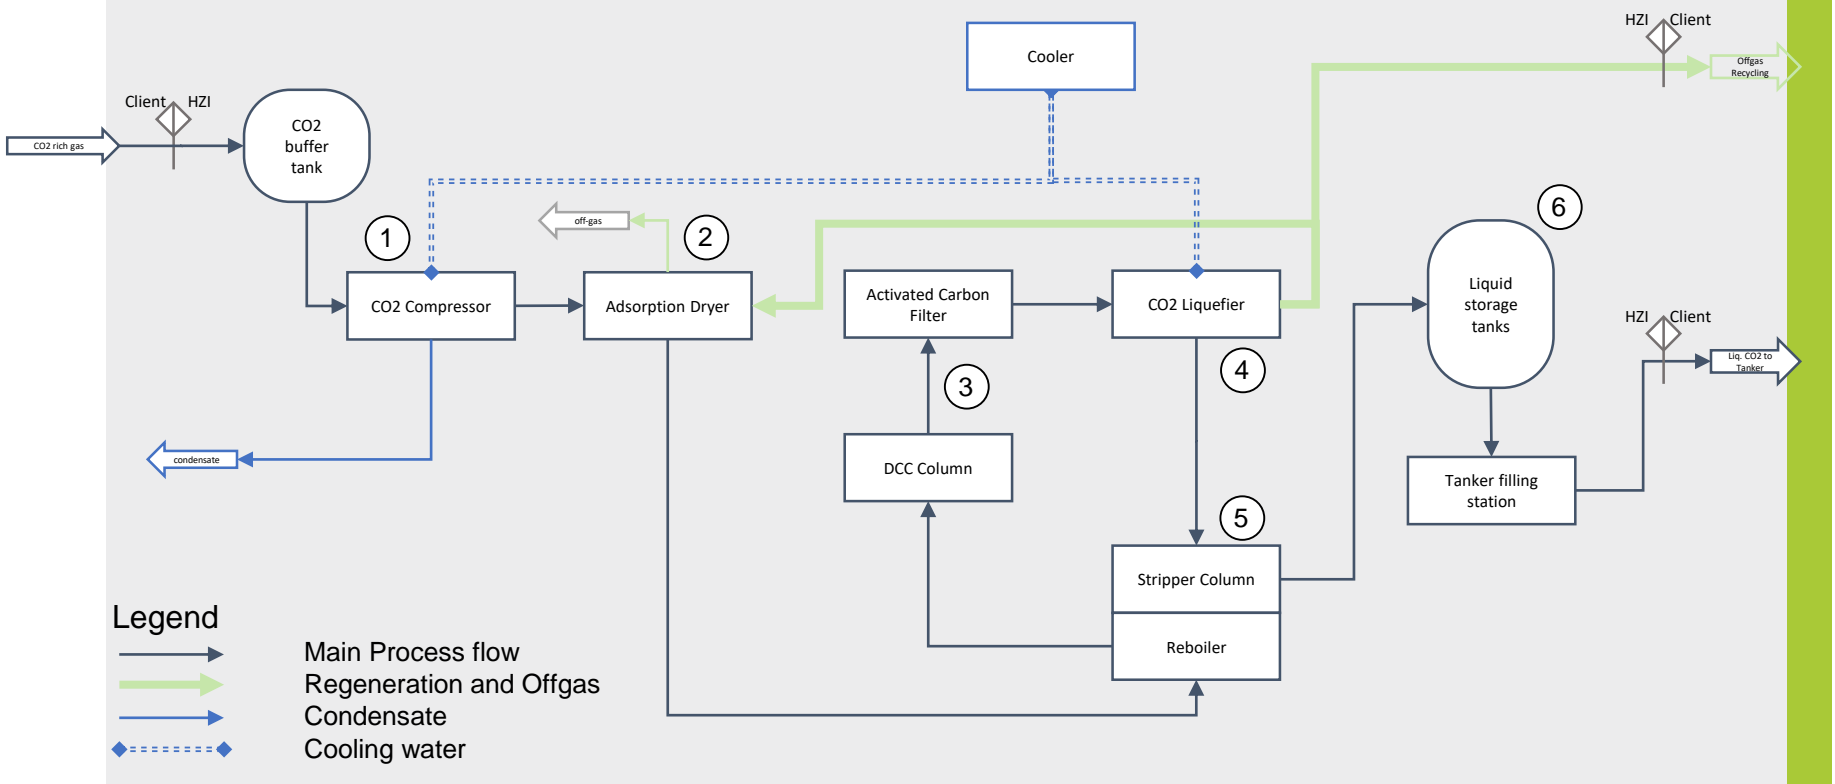 HZI Client
Cooler
Offgas
Recycling
Client HZI
CO2
buffer
tank
CO2 rich gas
6
off-gas
1
2
Liquid
storage
tanks
CO2 Compressor
Adsorption Dryer
Activated Carbon
Filter
CO2 Liquefier
HZI Client
Liq. CO2 to
Tanker
3
4
condensate
DCC Column
Tanker filling
station
5
Stripper Column
Reboiler
Legend
Main Process flow
Regeneration and Offgas
Condensate
Cooling water